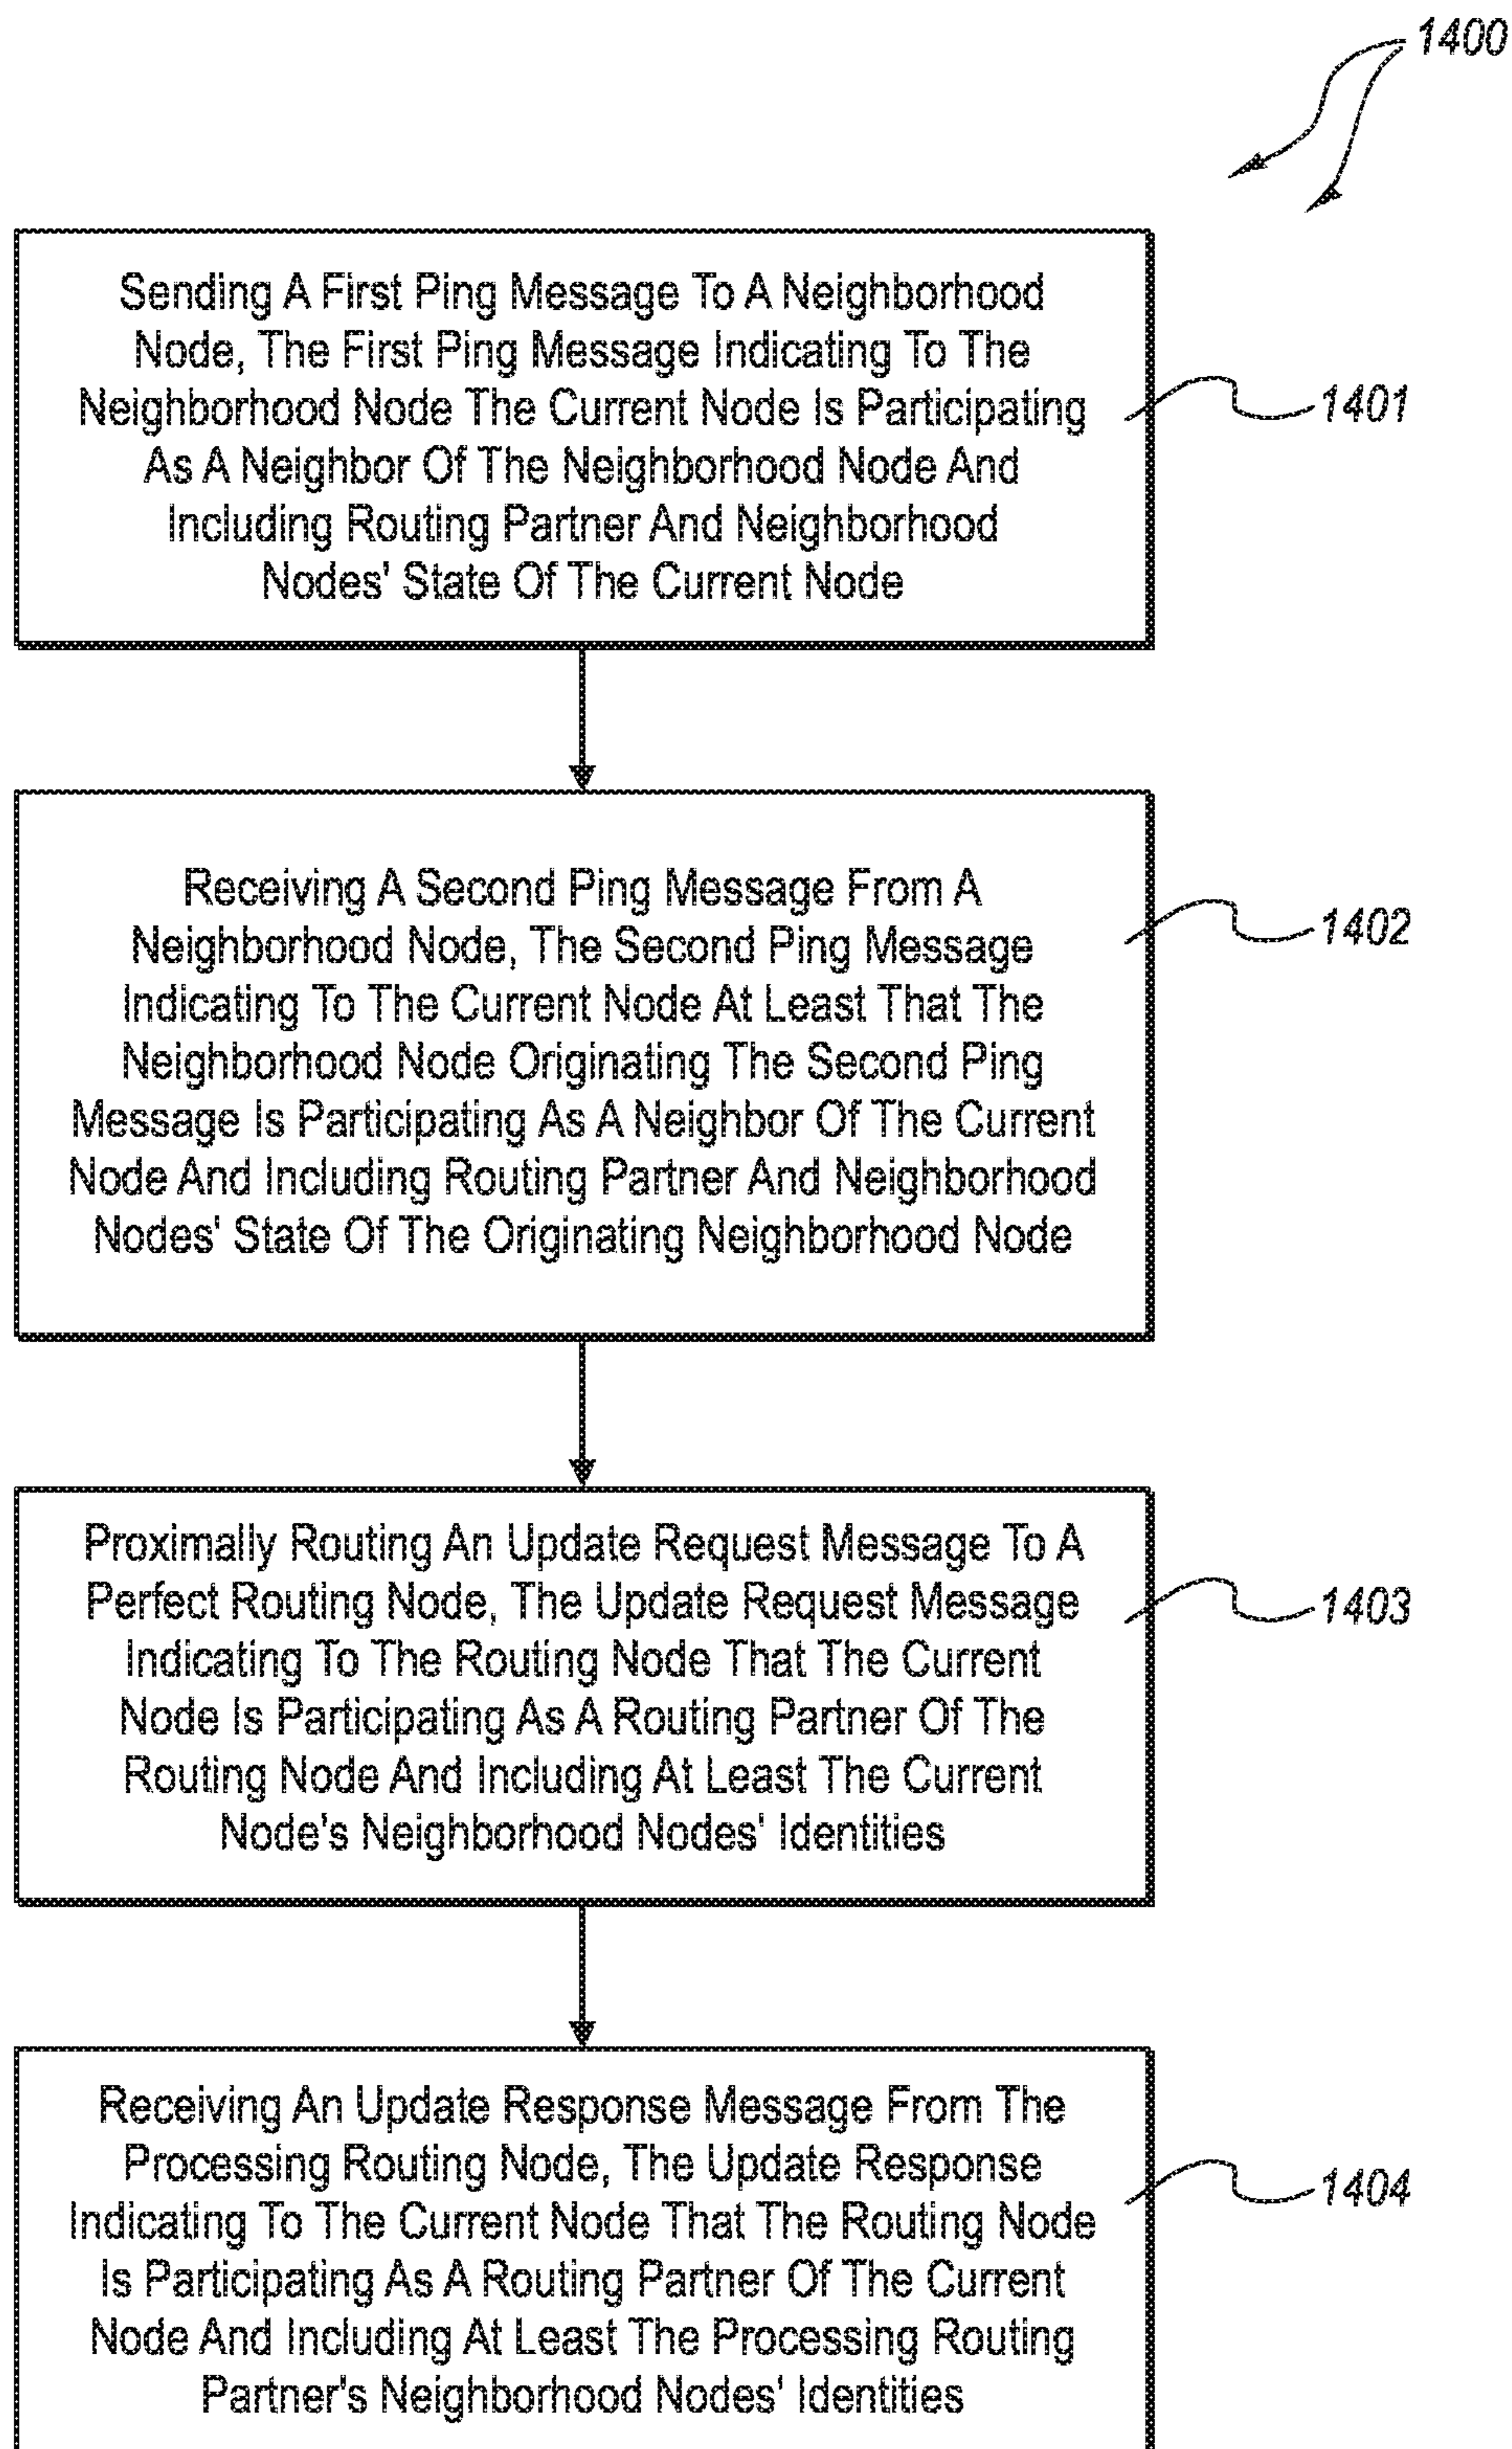 1400
Sending A First Ping Message To A Neighborhood
Node, The First Ping Message Indicating To The
Neighborhood Node The Current Node Is Participating
As A Neighbor Of The Neighborhood Node And
Including Routing Partner And Neighborhood
Nodes' State Of The Current Node
1401
Receiving A Second Ping Message From A
Neighborhood Node, The Second Ping Message
Indicating To The Current Node At Least That The
Neighborhood Node Originating The Second Ping
Message Is Participating As A Neighbor Of The Current
Node And Including Routing Partner And Neighborhood
Nodes' State Of The Originating Neighborhood Node
1402
Proximally Routing An Update Request Message To A
Perfect Routing Node, The Update Request Message
Indicating To The Routing Node That The Current
Node Is Participating As A Routing Partner Of The
Routing Node And Including At Least The Current
Node's Neighborhood Nodes' Identities
1403
Receiving An Update Response Message From The
Processing Routing Node, The Update Response
Indicating To The Current Node That The Routing Node
Is Participating As A Routing Partner Of The Current
Node And Including At Least The Processing Routing
Partner's Neighborhood Nodes' Identities
1404